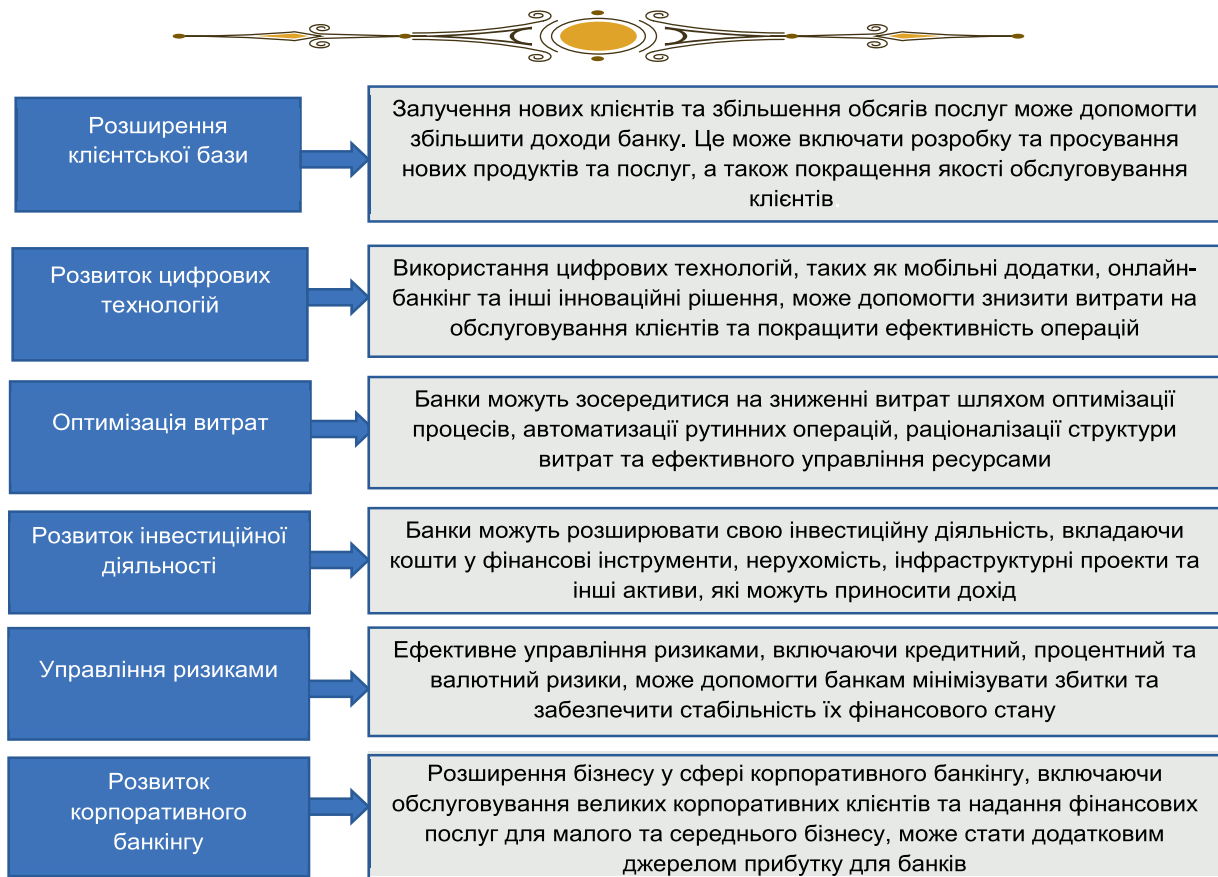 Розширення
клієнтської бази
Залучення нових клієнтів та збільшення обсягів послуг може допомогти
збільшити доходи банку. Це може включати розробку та просування
нових продуктів та послуг, а також покращення якості обслуговування
клієнтів
Розвиток цифрових
технологій
Використання цифрових технологій, таких як мобільні додатки, онлайн-
банкінг та інші інноваційні рішення, може допомогти знизити витрати на
обслуговування клієнтів та покращити ефективність операцій
Оптимізація витрат
Банки можуть зосередитися на зниженні витрат шляхом оптимізації
процесів, автоматизації рутинних операцій, раціоналізації структури
витрат та ефективного управління ресурсами
Розвиток інвестиційної
діяльності
Банки можуть розширювати свою інвестиційну діяльність, вкладаючи
кошти у фінансові інструменти, нерухомість, інфраструктурні проекти та
інші активи, які можуть приносити дохід
Управління ризиками
Ефективне управління ризиками, включаючи кредитний, процентний та
валютний ризики, може допомогти банкам мінімізувати збитки та
забезпечити стабільність їх фінансового стану
Розвиток
корпоративного
банкінгу
Розширення бізнесу у сфері корпоративного банкінгу, включаючи
обслуговування великих корпоративних клієнтів та надання фінансових
послуг для малого та середнього бізнесу, може стати додатковим
джерелом прибутку для банків